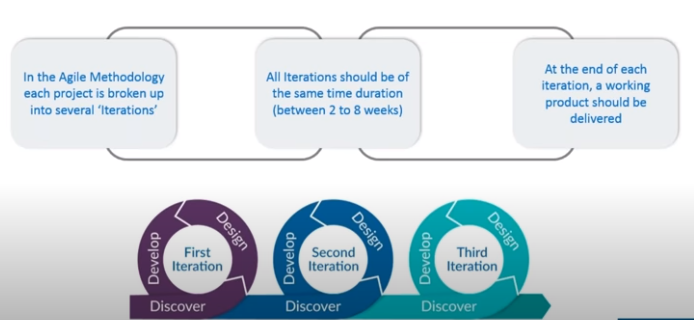 In the Agile Methodology
each project is broken up
into several ‘Iterations’
All Iterations should be of
the same time duration
(between 2 to 8 weeks)
At the end of each
iteration, a working
product should be
delivered
Develop
Design
First
Iteration
Discover
Develop
Design
Second
Iteration
Discover
Develop
Design
Third
Iteration
Discover